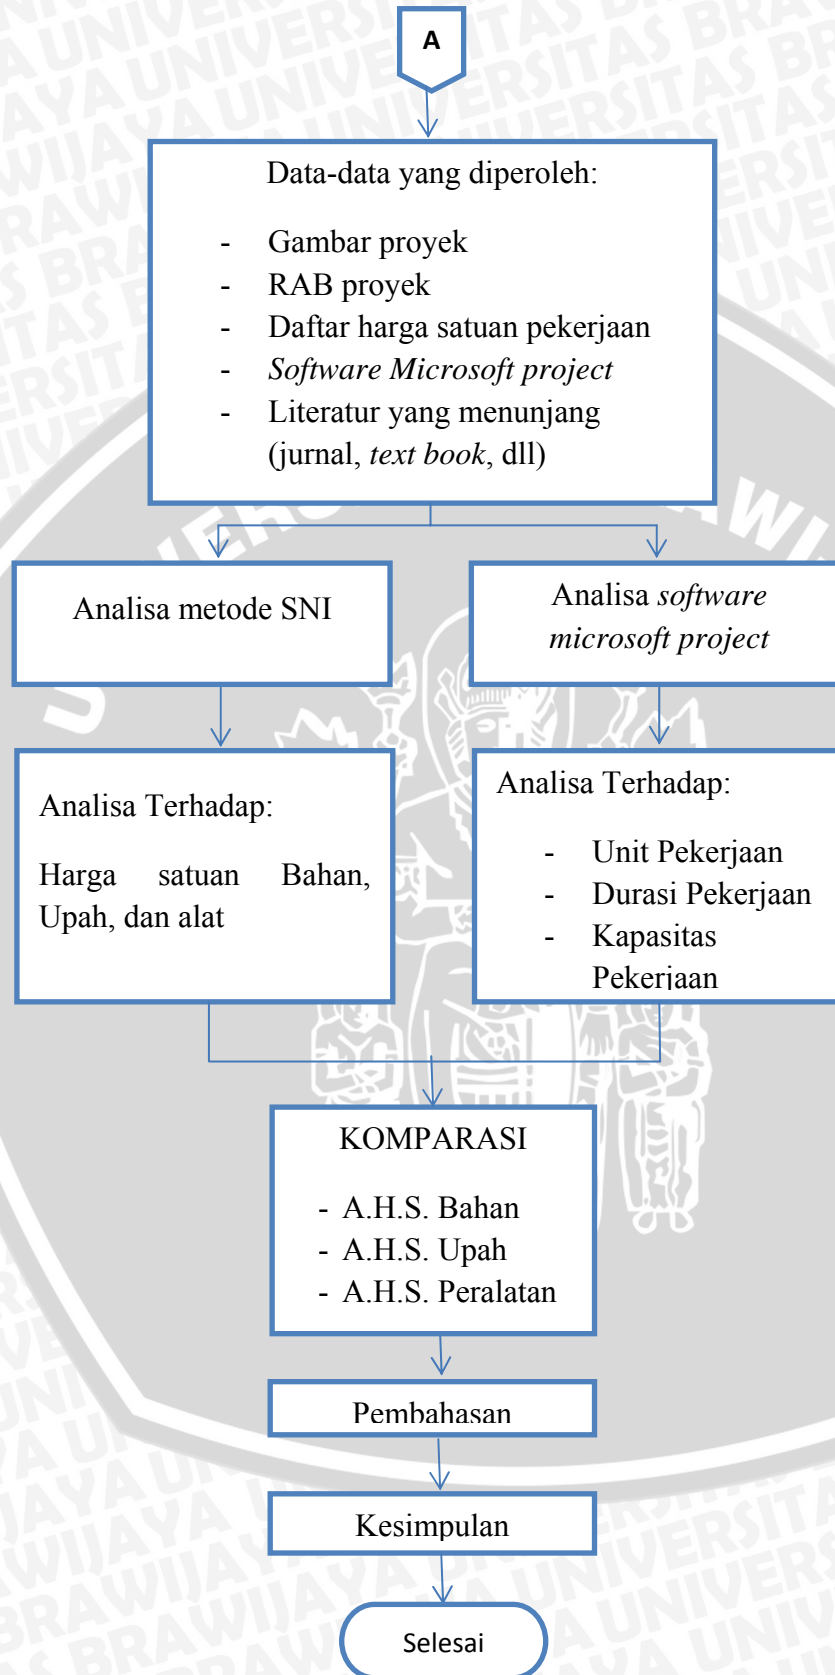 A
Data-data yang diperoleh:
- Gambar proyek
- RAB proyek
- Daftar harga satuan pekerjaan
- Software Microsoft project
- Literatur yang menunjang
(jurnal, text book, dll)
Analisa metode SNI
Analisa software
microsoft project
Analisa Terhadap:
Harga satuan Bahan,
Upah, dan alat
Analisa Terhadap:
- Unit Pekerjaan
- Durasi Pekerjaan
- Kapasitas
Pekerjaan
KOMPARASI
- A.H.S. Bahan
- A.H.S. Upah
- A.H.S. Peralatan
Pembahasan
Kesimpulan
Selesai